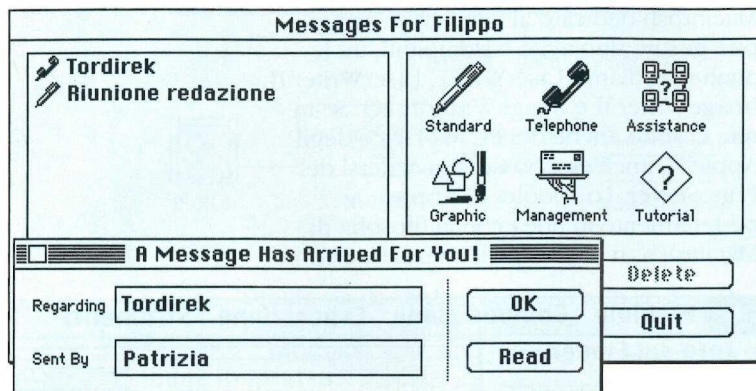 Messages For Filippo
Tordirek
Riunione redazione
Standard Telephone Assistance
Graphic Management Tutorial
A Message Has Arrived For You!
Regarding Tordirek OK
Delete
Sent By Patrizia Read
Quit